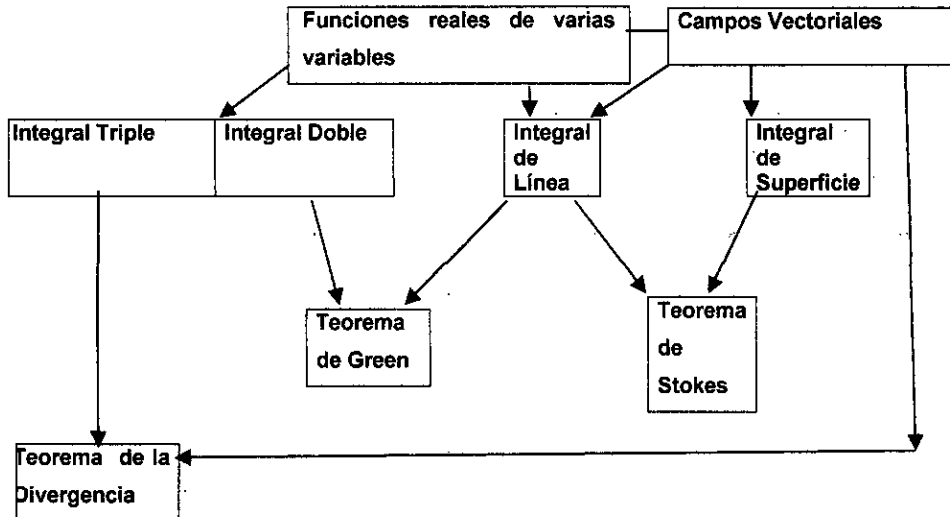 Funciones reales de varias
variables
Campos Vectoriales
Integral Triple
Integral Doble
Integral
de
Línea
Integral
de
Superficie
Teorema
de Green
Teorema
de
Stokes
Teorema de la
Divergencia